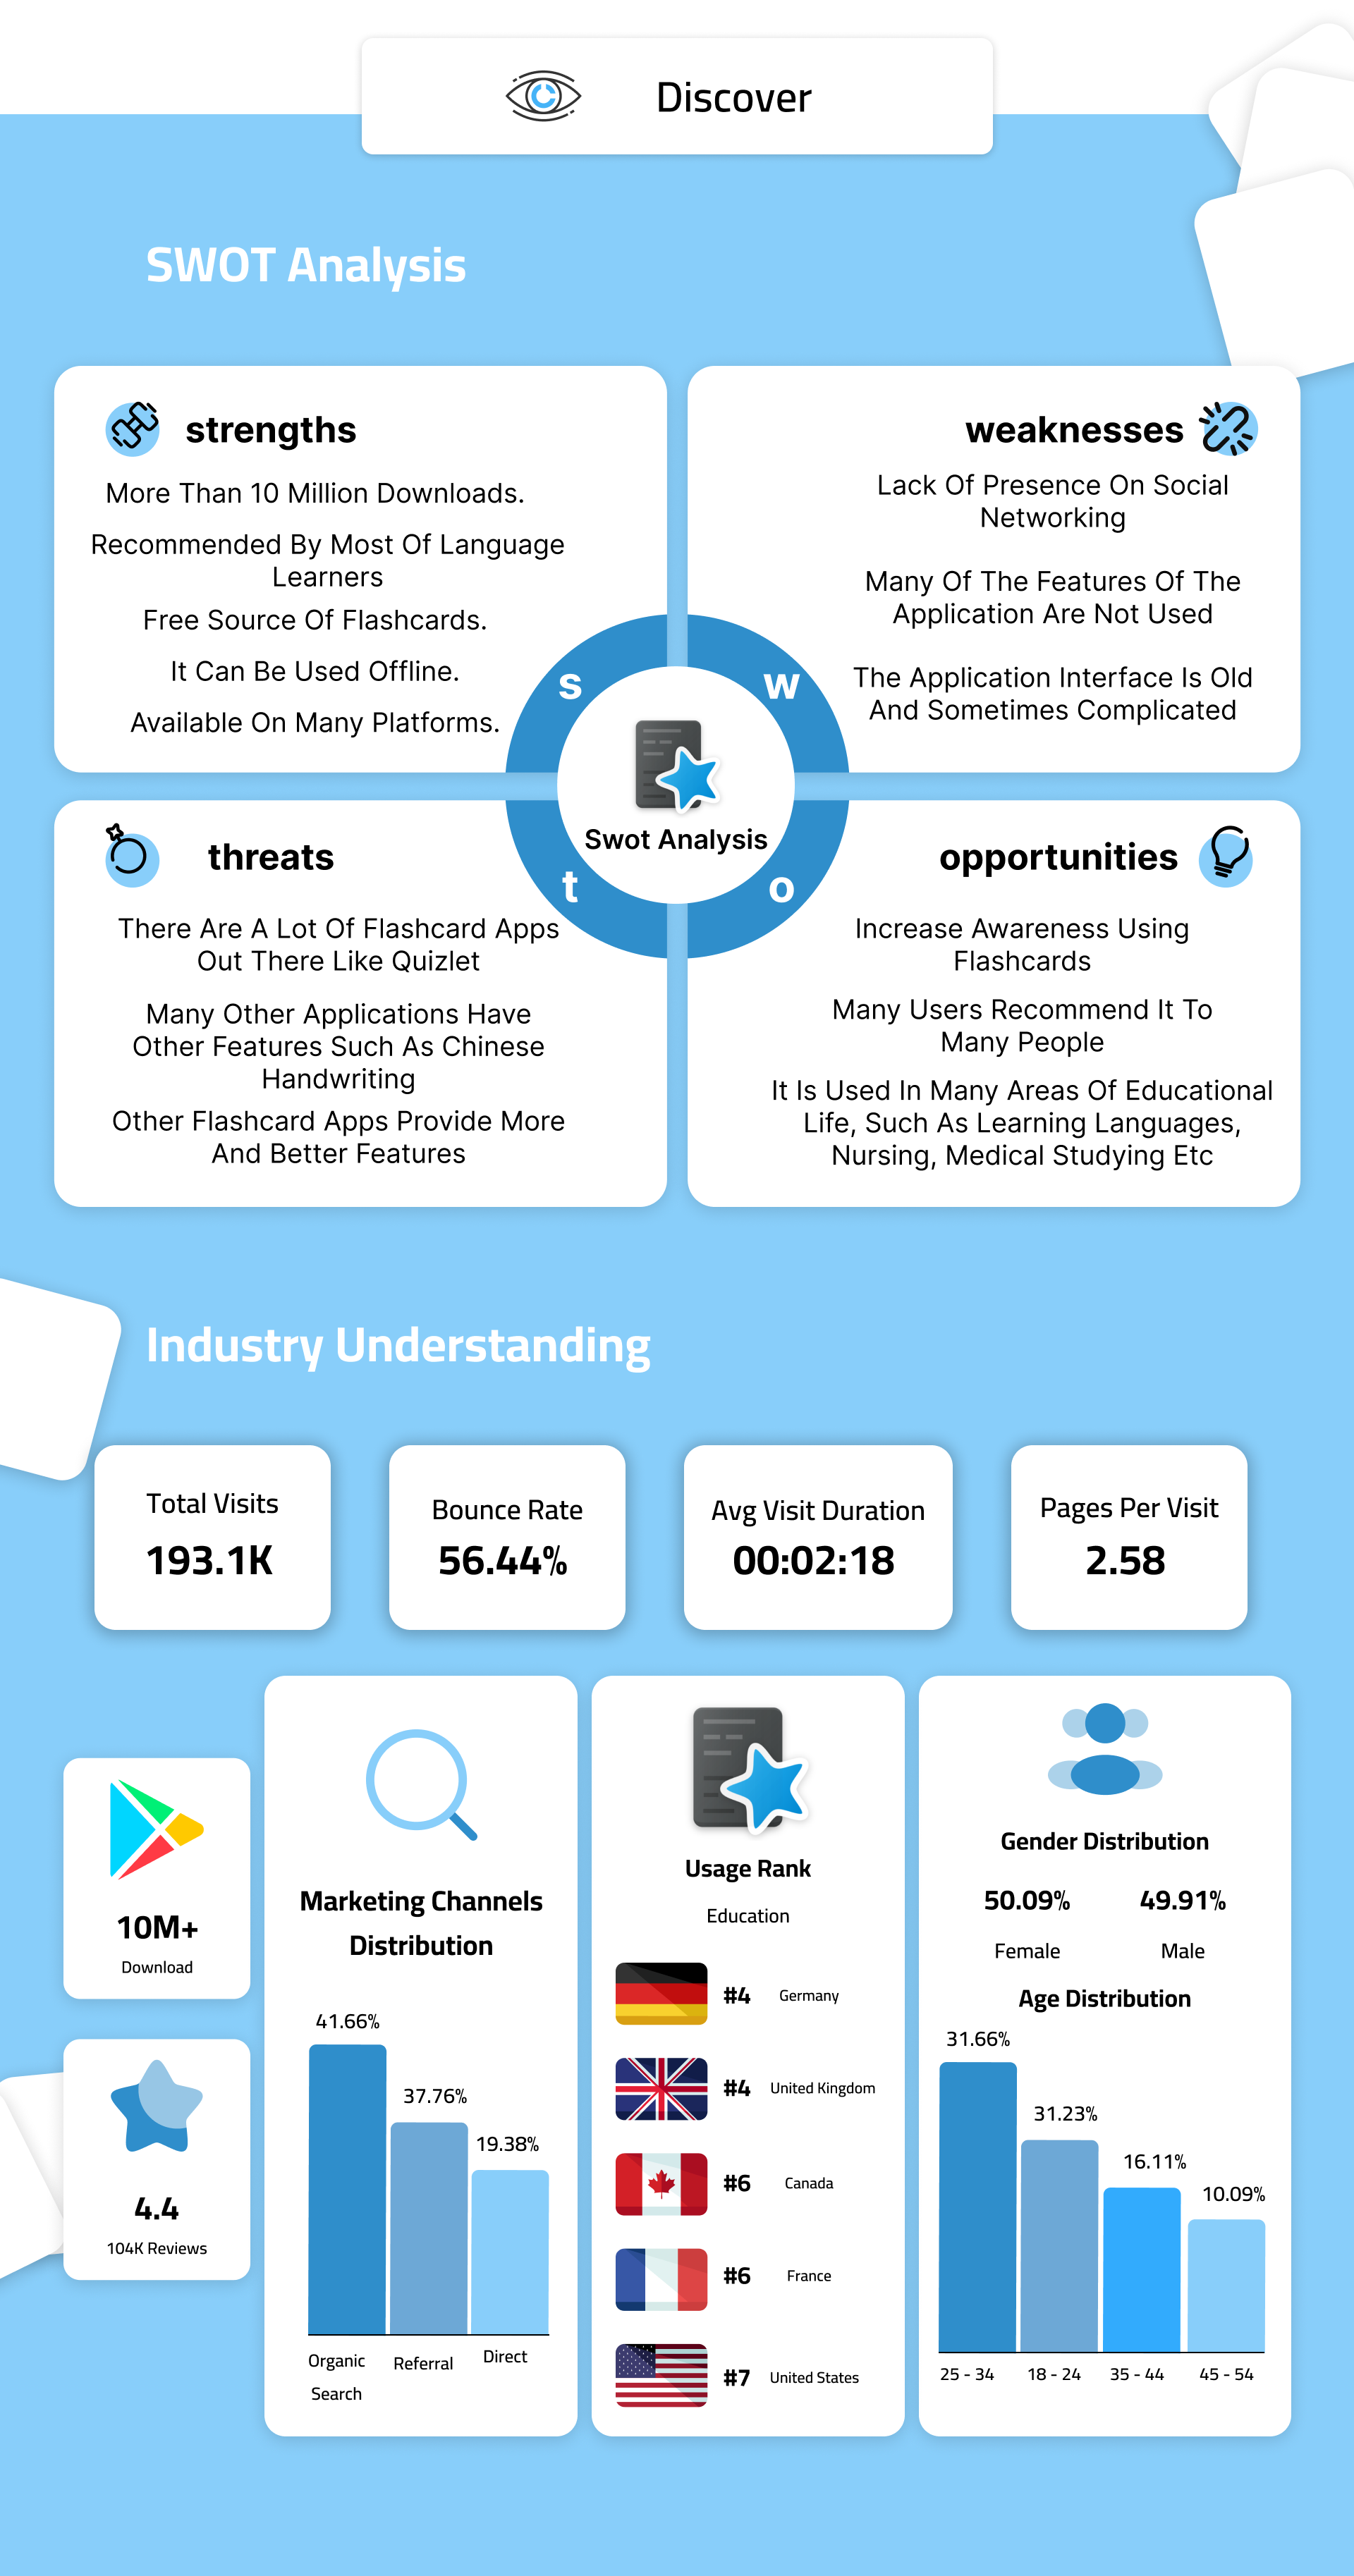 Discover
SWOT Analysis
strengths
More Than 10 Million Downloads.
Recommended By Most Of Language
Learners
Free Source Of Flashcards.
It Can Be Used Offline.
Available On Many Platforms.
weaknesses
Lack Of Presence On Social
Networking
Many Of The Features Of The
Application Are Not Used
The Application Interface Is Old
And Sometimes Complicated
s
w
Swot Analysis
t
o
threats
There Are A Lot Of Flashcard Apps
Out There Like Quizlet
Many Other Applications Have
Other Features Such As Chinese
Handwriting
Other Flashcard Apps Provide More
And Better Features
opportunities
Increase Awareness Using
Flashcards
Many Users Recommend It To
Many People
It Is Used In Many Areas Of Educational
Life, Such As Learning Languages,
Nursing, Medical Studying Etc
Industry Understanding
Total Visits
193.1K
Bounce Rate
56.44%
Avg Visit Duration
00:02:18
Pages Per Visit
2.58
10M+
Download
4.4
104K Reviews
Marketing Channels
Distribution
41.66%
37.76%
19.38%
Organic
Search
Referral
Direct
Usage Rank
Education
#4 Germany
#4 United Kingdom
#6 Canada
#6 France
#7 United States
Gender Distribution
50.09% 49.91%
Female Male
Age Distribution
31.66%
31.23%
16.11%
10.09%
25 - 34 18 - 24 35 - 44 45 - 54